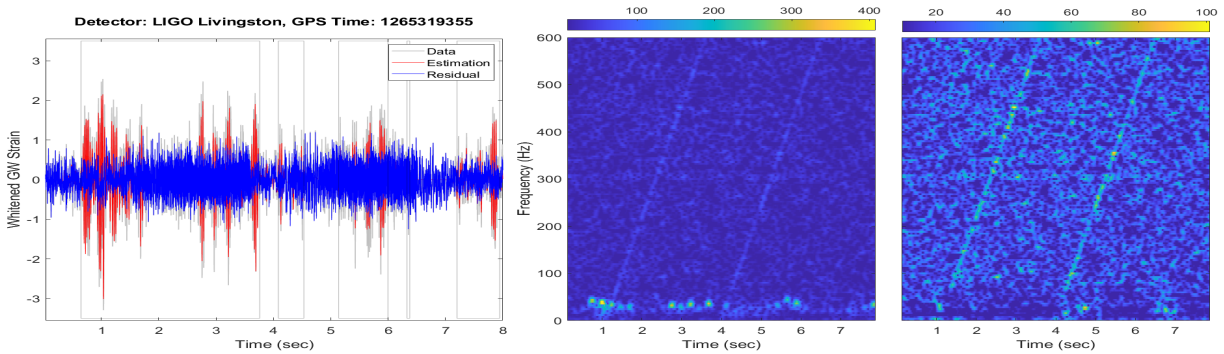 Detector: LIGO Livingston, GPS Time: 1265319355
Data
Estimation
Residual
Whitened GW Strain
3
2
1
0
-1
-2
-3
1 2 3 4 5 6 7 8
Time (sec)
100 200 300 400
Frequency (Hz)
600
500
400
300
200
100
0
1 2 3 4 5 6 7
Time (sec)
20 40 60 80 100
1 2 3 4 5 6 7
Time (sec)